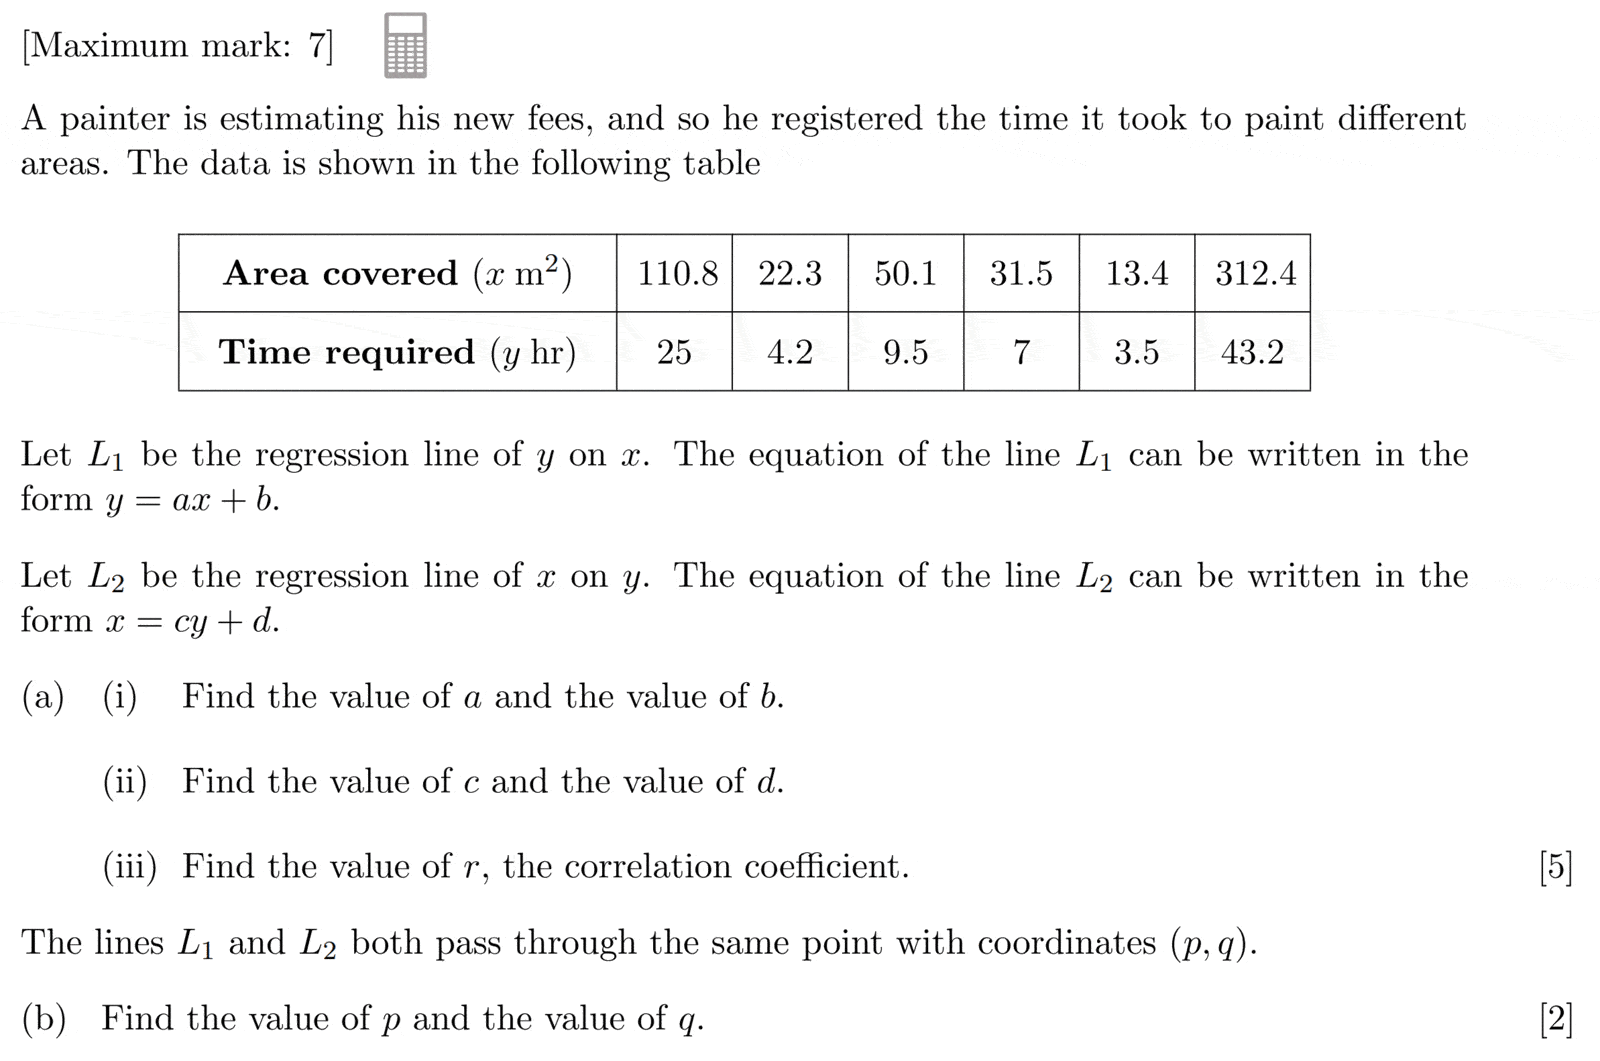 [Maximum mark: 7]
A painter is estimating his new fees, and so he registered the time it took to paint different
areas. The data is shown in the following table
Area covered (x m²) 110.8 22.3 50.1 31.5 13.4 312.4
Time required (y hr) 25 4.2 9.5 7 3.5 43.2
Let L₁ be the regression line of y on x. The equation of the line L₁ can be written in the
form y = ax + b.
Let L₂ be the regression line of x on y. The equation of the line L₂ can be written in the
form x = cy + d.
(a) (i) Find the value of a and the value of b.
(ii) Find the value of c and the value of d.
(iii) Find the value of r, the correlation coefficient. [5]
The lines L₁ and L₂ both pass through the same point with coordinates (p, q).
(b) Find the value of p and the value of q. [2]